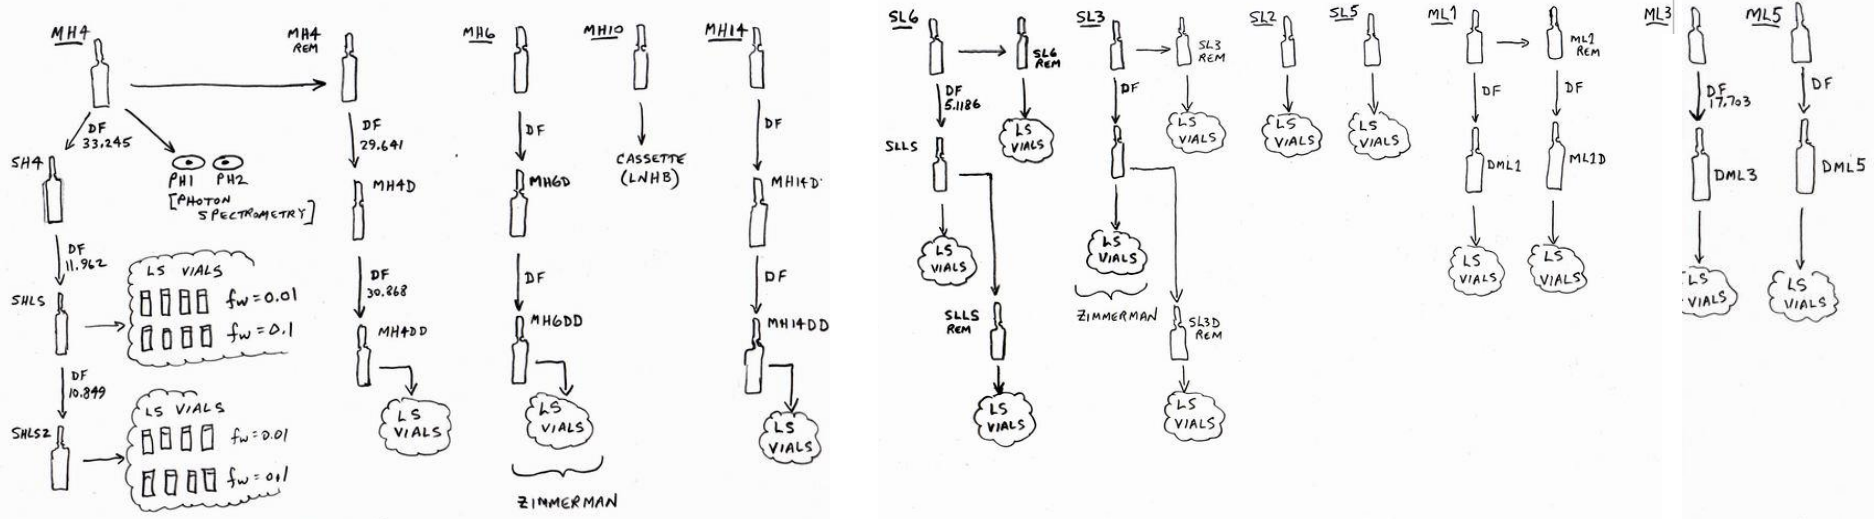 MH4
MH4
REM
DF
33.245
SH4
PH1 PH2
[PHOTON
SPECTROMETRY]
DF
11.962
SHLS
LS VIALS
fw=0.01
fw=0.1
DF
10.849
SHLS2
LS VIALS
fw=0.01
fw=0.1
DF
29.641
MH4D
DF
30.868
MH4DD
LS
VIALS
MH6
DF
MH6D
DF
MH6DD
LS
VIALS
ZIMMERMAN
MH10
CASSETTE
(LNHB)
MH14
DF
MH14D
DF
MH14DD
LS
VIALS
SL6
SL6
REM
LS
VIALS
DF
5.1186
SLLS
LS
VIALS
SLLS
REM
LS
VIALS
SL3
SL3
REM
LS
VIALS
DF
LS
VIALS
ZIMMERMAN
SL3D
REM
LS
VIALS
SL2
LS
VIALS
SL5
LS
VIALS
ML1
ML1
REM
DF
DML1
LS
VIALS
DF
ML1D
LS
VIALS
ML3
DF
17.703
DML3
LS
VIALS
ML5
DF
DML5
LS
VIALS